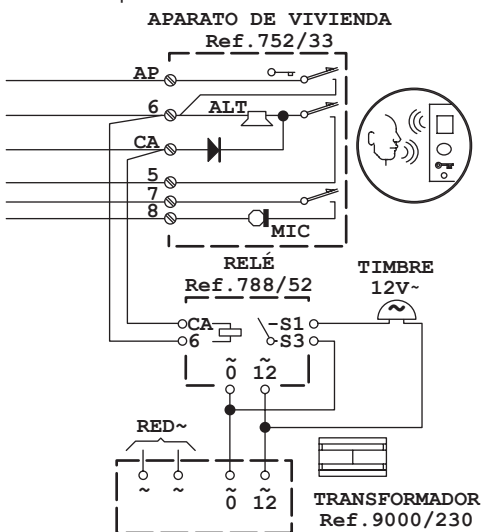 APARATO DE VIVIENDA
Ref.752/33
AP
6
ALT
CA
5
7
8
MIC
RELÉ
Ref.788/52
TIMBRE
12V~
~
CA
S1
6
S3
~ ~
0 12
RED~
~ ~ ~ ~
0 12
TRANSFORMADOR
Ref.9000/230